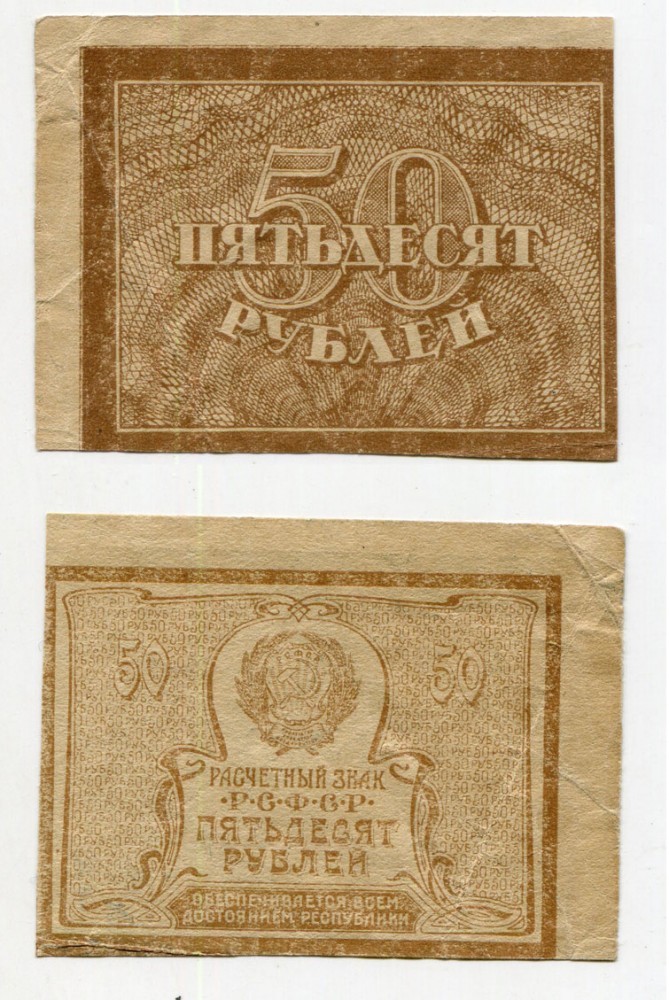 50
ПЯТЬДЕСЯТ
РУБЛЕЙ
50 50
РАСЧЕТНЫЙ ЗНАК
Р.С.Ф.С.Р.
ПЯТЬДЕСЯТ
РУБЛЕЙ
ОБЕСПЕЧИВАЕТСЯ ВСЕМ
ДОСТОЯНИЕМ РЕСПУБЛИКИ